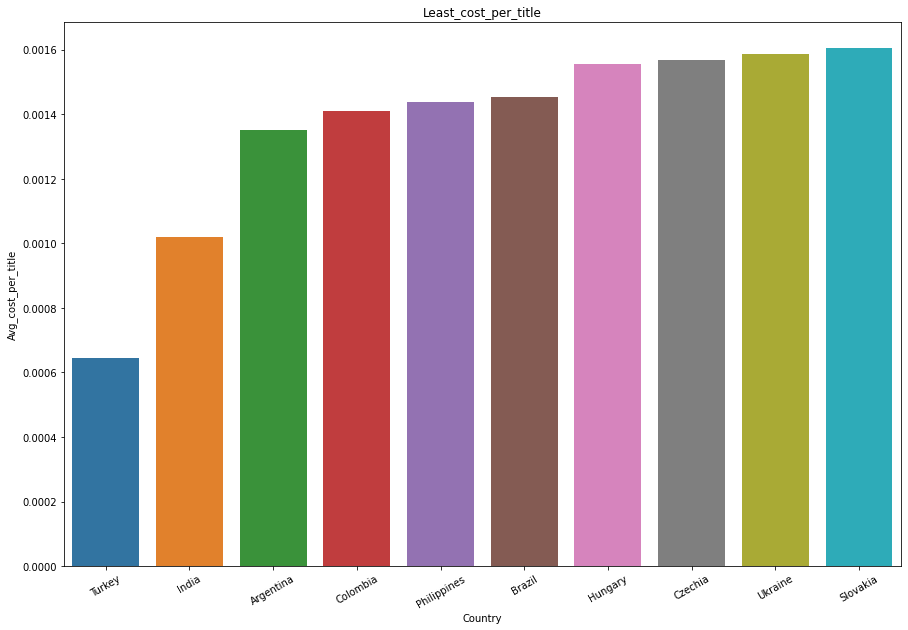 Least_cost_per_title
0.0016
0.0014
0.0012
0.0010
0.0008
0.0006
0.0004
0.0002
0.0000
Avg_cost_per_title
Turkey
India
Argentina
Colombia
Philippines
Brazil
Hungary
Czechia
Ukraine
Slovakia
Country